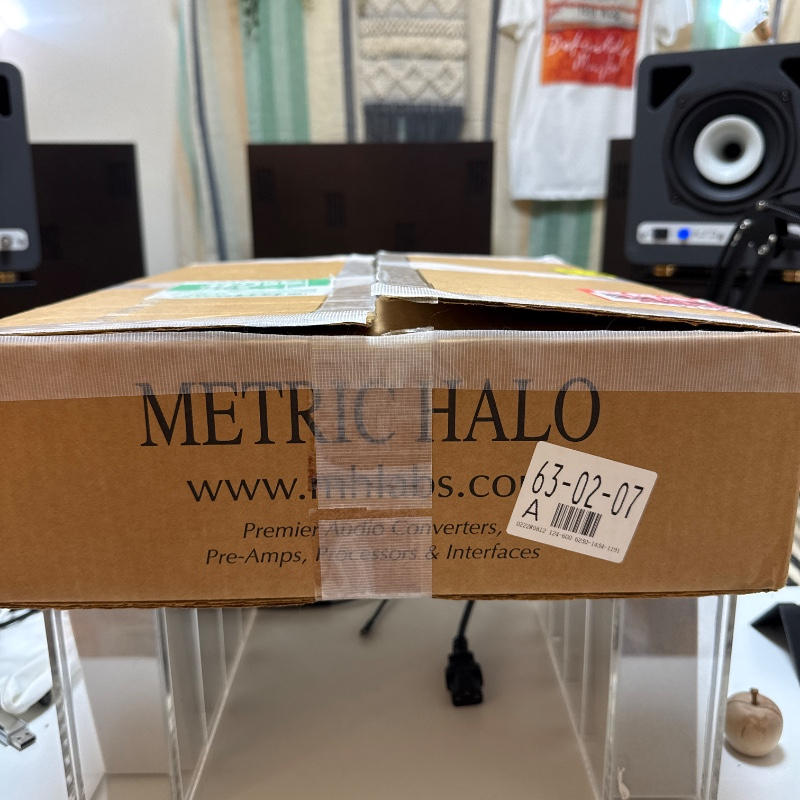 METRIC HALO
www.mhlabs.co
63-02-07
A
Premier Audio Converters,
Pre-Amps, Processors & Interfaces